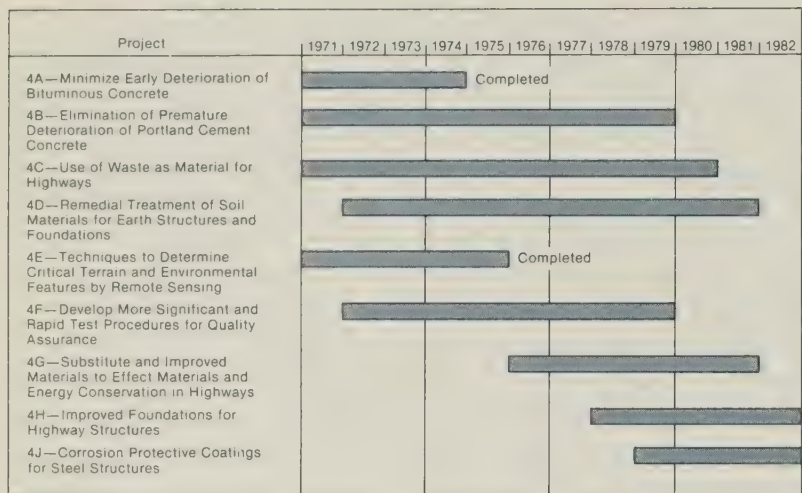 Project
1971 1972 1973 1974 1975 1976 1977 1978 1979 1980 1981 1982
4A—Minimize Early Deterioration of
Bituminous Concrete
Completed
4B—Elimination of Premature
Deterioration of Portland Cement
Concrete
4C—Use of Waste as Material for
Highways
4D—Remedial Treatment of Soil
Materials for Earth Structures and
Foundations
4E—Techniques to Determine
Critical Terrain and Environmental
Features by Remote Sensing
Completed
4F—Develop More Significant and
Rapid Test Procedures for Quality
Assurance
4G—Substitute and Improved
Materials to Effect Materials and
Energy Conservation in Highways
4H—Improved Foundations for
Highway Structures
4J—Corrosion Protective Coatings
for Steel Structures